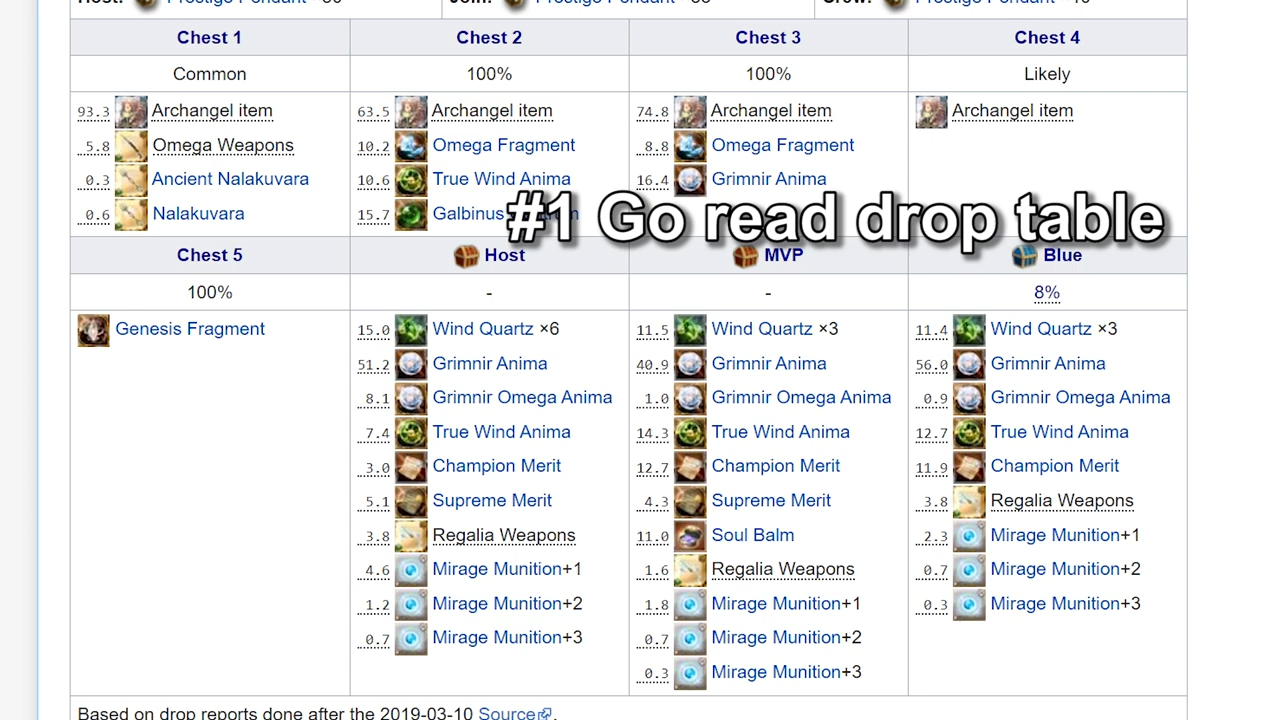 Host: Prestige Pendant ×
Join: Prestige Pendant ×
Crew: Prestige Pendant ×
Chest 1 Chest 2 Chest 3 Chest 4
Common 100% 100% Likely
93.3 Archangel item 63.5 Archangel item 74.8 Archangel item Archangel item
5.8 Omega Weapons 10.2 Omega Fragment 8.8 Omega Fragment
0.3 Ancient Nalakuvara 10.6 True Wind Anima 16.4 Grimnir Anima
0.6 Nalakuvara 15.7 Galbinus
#1 Go read drop table
Chest 5 Host MVP Blue
100% - - 8%
Genesis Fragment 15.0 Wind Quartz ×6 11.5 Wind Quartz ×3 11.4 Wind Quartz ×3
51.2 Grimnir Anima 40.9 Grimnir Anima 56.0 Grimnir Anima
8.1 Grimnir Omega Anima 1.0 Grimnir Omega Anima 0.9 Grimnir Omega Anima
7.4 True Wind Anima 14.3 True Wind Anima 12.7 True Wind Anima
3.0 Champion Merit 12.7 Champion Merit 11.9 Champion Merit
5.1 Supreme Merit 4.3 Supreme Merit 3.8 Regalia Weapons
3.8 Regalia Weapons 11.0 Soul Balm 2.3 Mirage Munition+1
4.6 Mirage Munition+1 1.6 Regalia Weapons 0.7 Mirage Munition+2
1.2 Mirage Munition+2 1.8 Mirage Munition+1 0.3 Mirage Munition+3
0.7 Mirage Munition+3 0.7 Mirage Munition+2
0.3 Mirage Munition+3
Based on drop reports done after the 2019-03-10 Source.